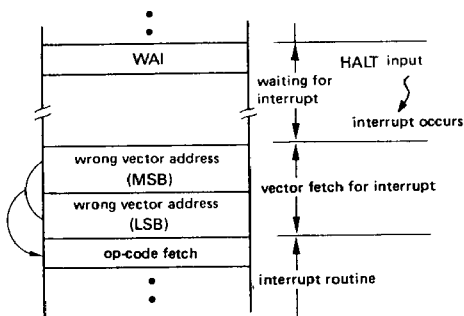 WAI
HALT input
waiting for
interrupt
interrupt occurs
wrong vector address
(MSB)
vector fetch for interrupt
wrong vector address
(LSB)
op-code fetch
interrupt routine